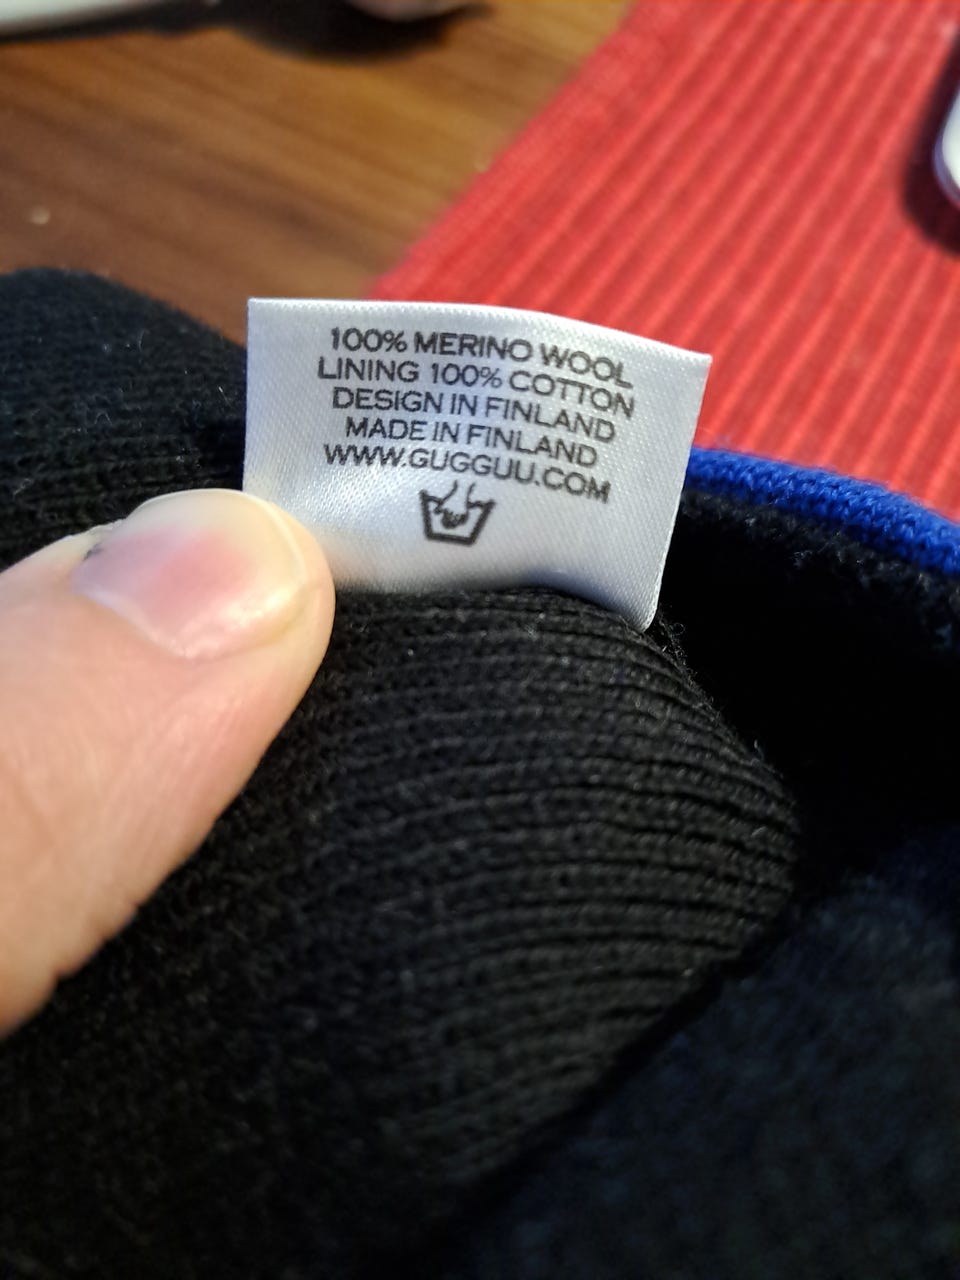 100% MERINO WOOL
LINING 100% COTTON
DESIGN IN FINLAND
MADE IN FINLAND
WWW.GUGGUU.COM